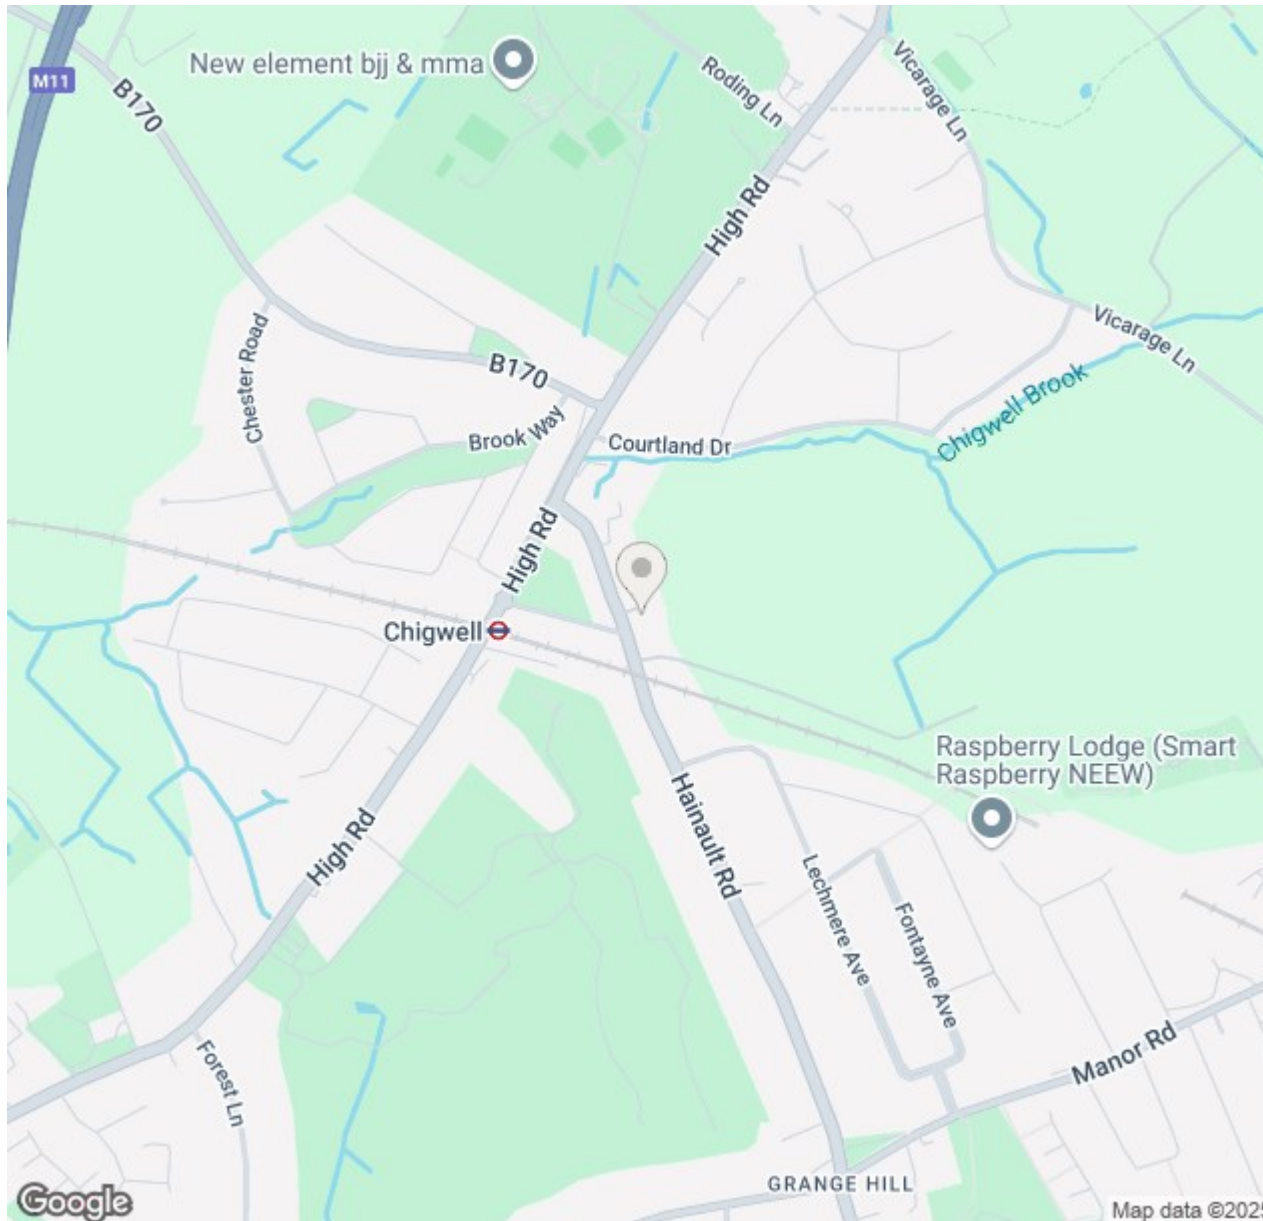 New element bjj & mma
M11
B170
Roding Ln
Vicarage Ln
High Rd
Vicarage Ln
Chester Road
B170
Chigwell Brook
Brook Way
Courtland Dr
High Rd
Chigwell
Raspberry Lodge (Smart
Raspberry NEEW)
Hainault Rd
High Rd
Lechmere Ave
Fontayne Ave
Manor Rd
Forest Ln
GRANGE HILL
Google
Map data ©2025